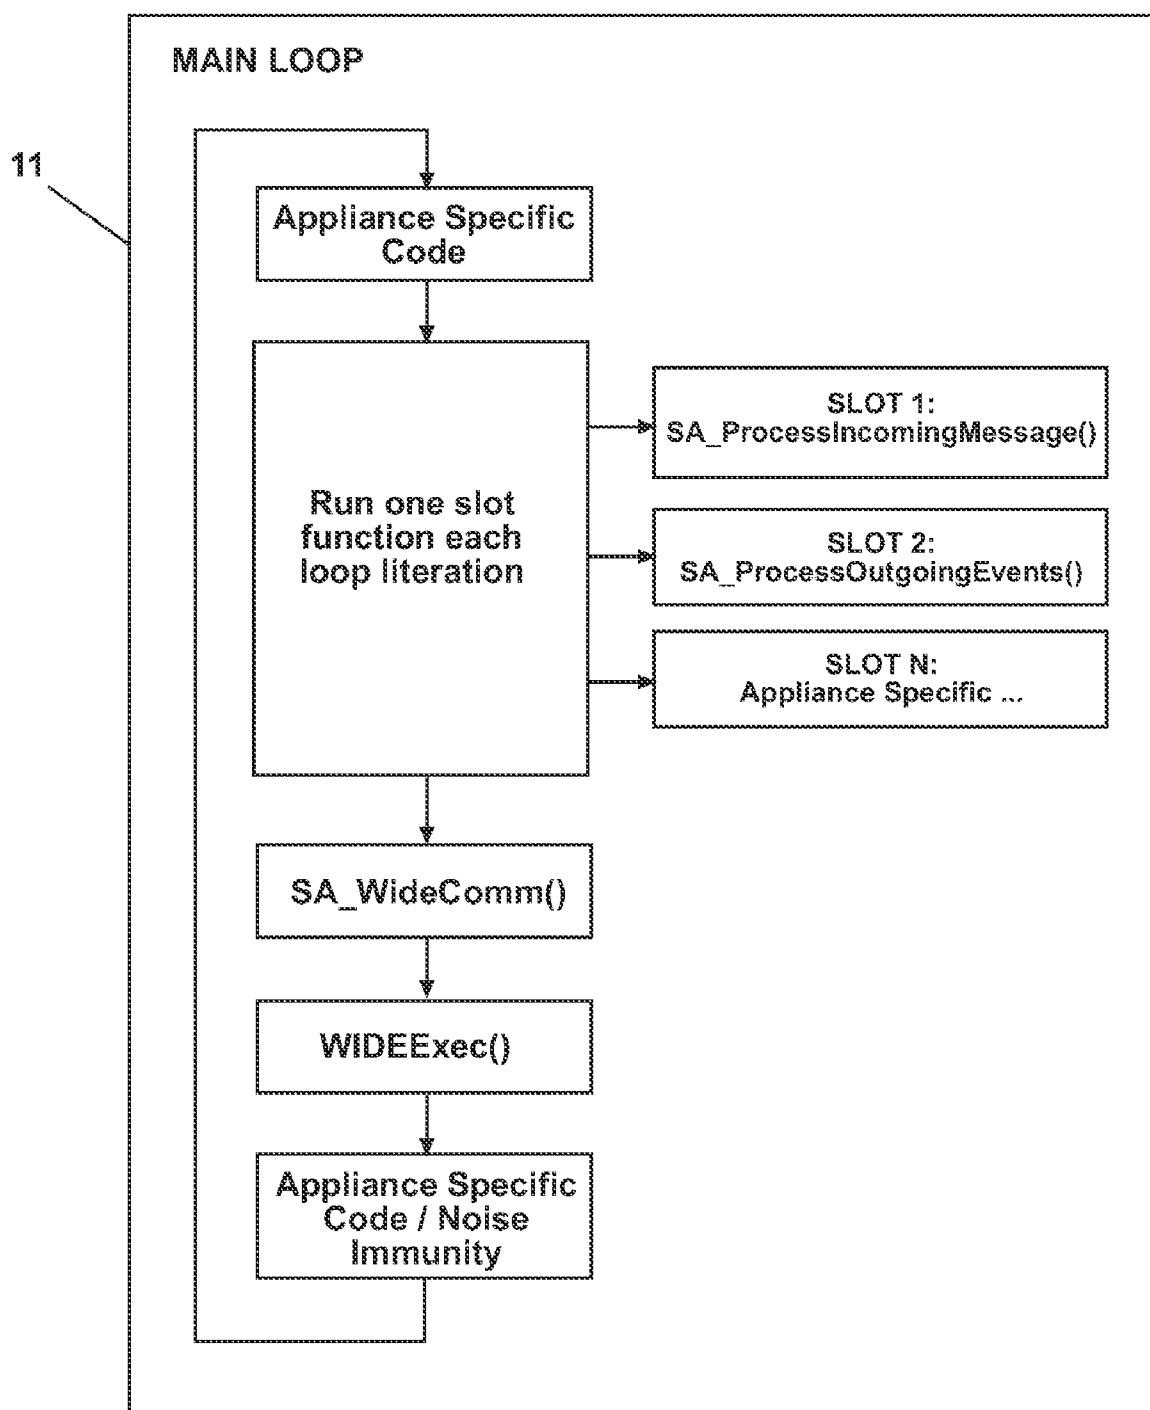 MAIN LOOP
11
Appliance Specific
Code
Run one slot
function each
loop literation
SLOT 1:
SA_ProcessIncomingMessage()
SLOT 2:
SA_ProcessOutgoingEvents()
SLOT N:
Appliance Specific ...
SA_WideComm()
WIDEExec()
Appliance Specific
Code / Noise
Immunity